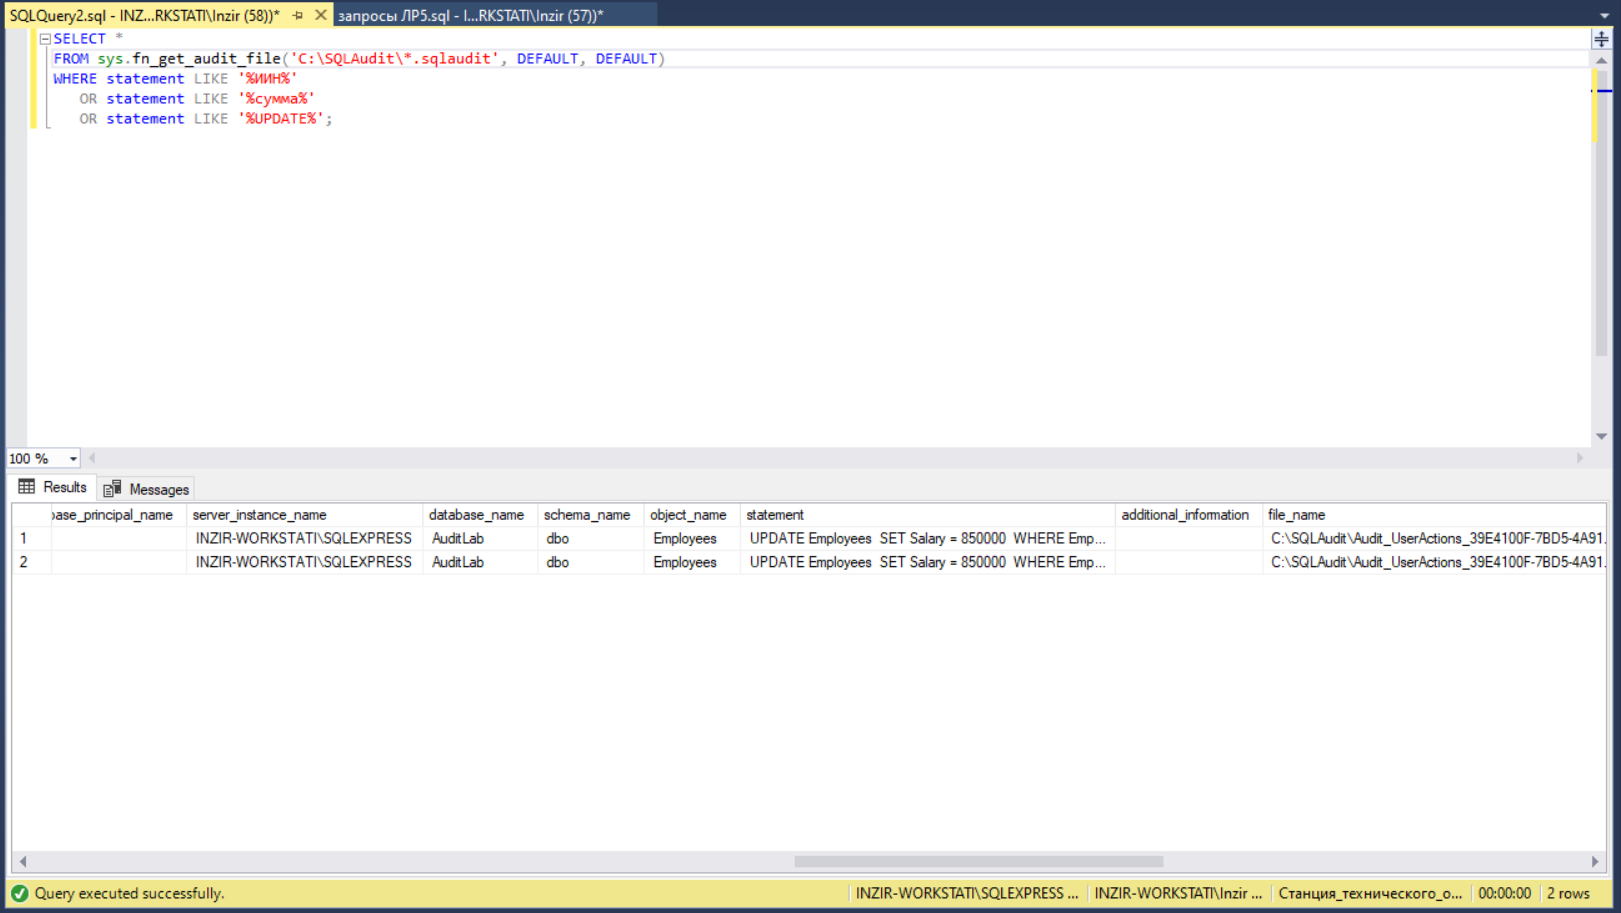 SQLQuery2.sql - INZ...RKSTATI\Inzir (58))*
запросы ЛР5.sql - I...RKSTATI\Inzir (57))*
SELECT *
FROM sys.fn_get_audit_file('C:\SQLAudit\*.sqlaudit', DEFAULT, DEFAULT)
WHERE statement LIKE '%ИИН%'
OR statement LIKE '%сумма%'
OR statement LIKE '%UPDATE%';
100 %
Results Messages
ase_principal_name server_instance_name database_name schema_name object_name statement additional_information file_name
1 INZIR-WORKSTATI\SQLEXPRESS AuditLab dbo Employees UPDATE Employees SET Salary = 850000 WHERE Emp... C:\SQLAudit\Audit_UserActions_39E4100F-7BD5-4A91.
2 INZIR-WORKSTATI\SQLEXPRESS AuditLab dbo Employees UPDATE Employees SET Salary = 850000 WHERE Emp... C:\SQLAudit\Audit_UserActions_39E4100F-7BD5-4A91.
Query executed successfully. INZIR-WORKSTATI\SQLEXPRESS ... INZIR-WORKSTATI\Inzir ... Станция_технического_о... 00:00:00 2 rows